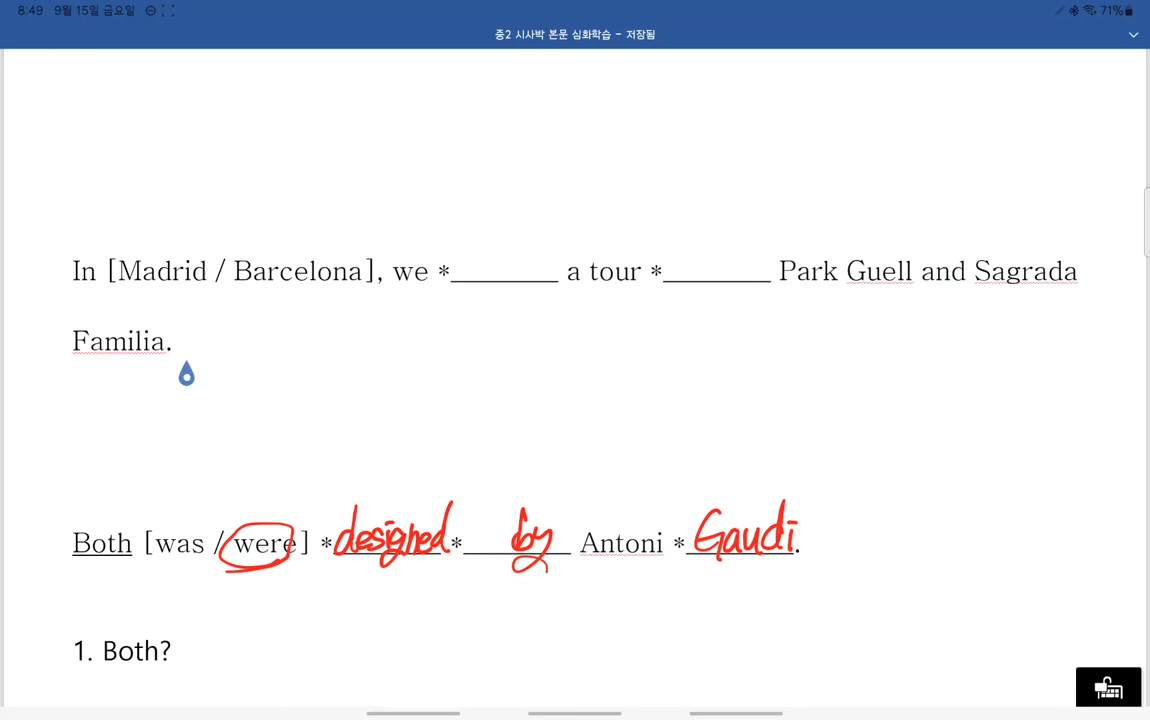 8:49 9월 15일 금요일 71%
중2 시사박 본문 심화학습 - 저장됨
In [Madrid / Barcelona], we *________ a tour *________ Park Guell and Sagrada
Familia.
Both [was / were] *designed *by Antoni *Gaudi.
1. Both?